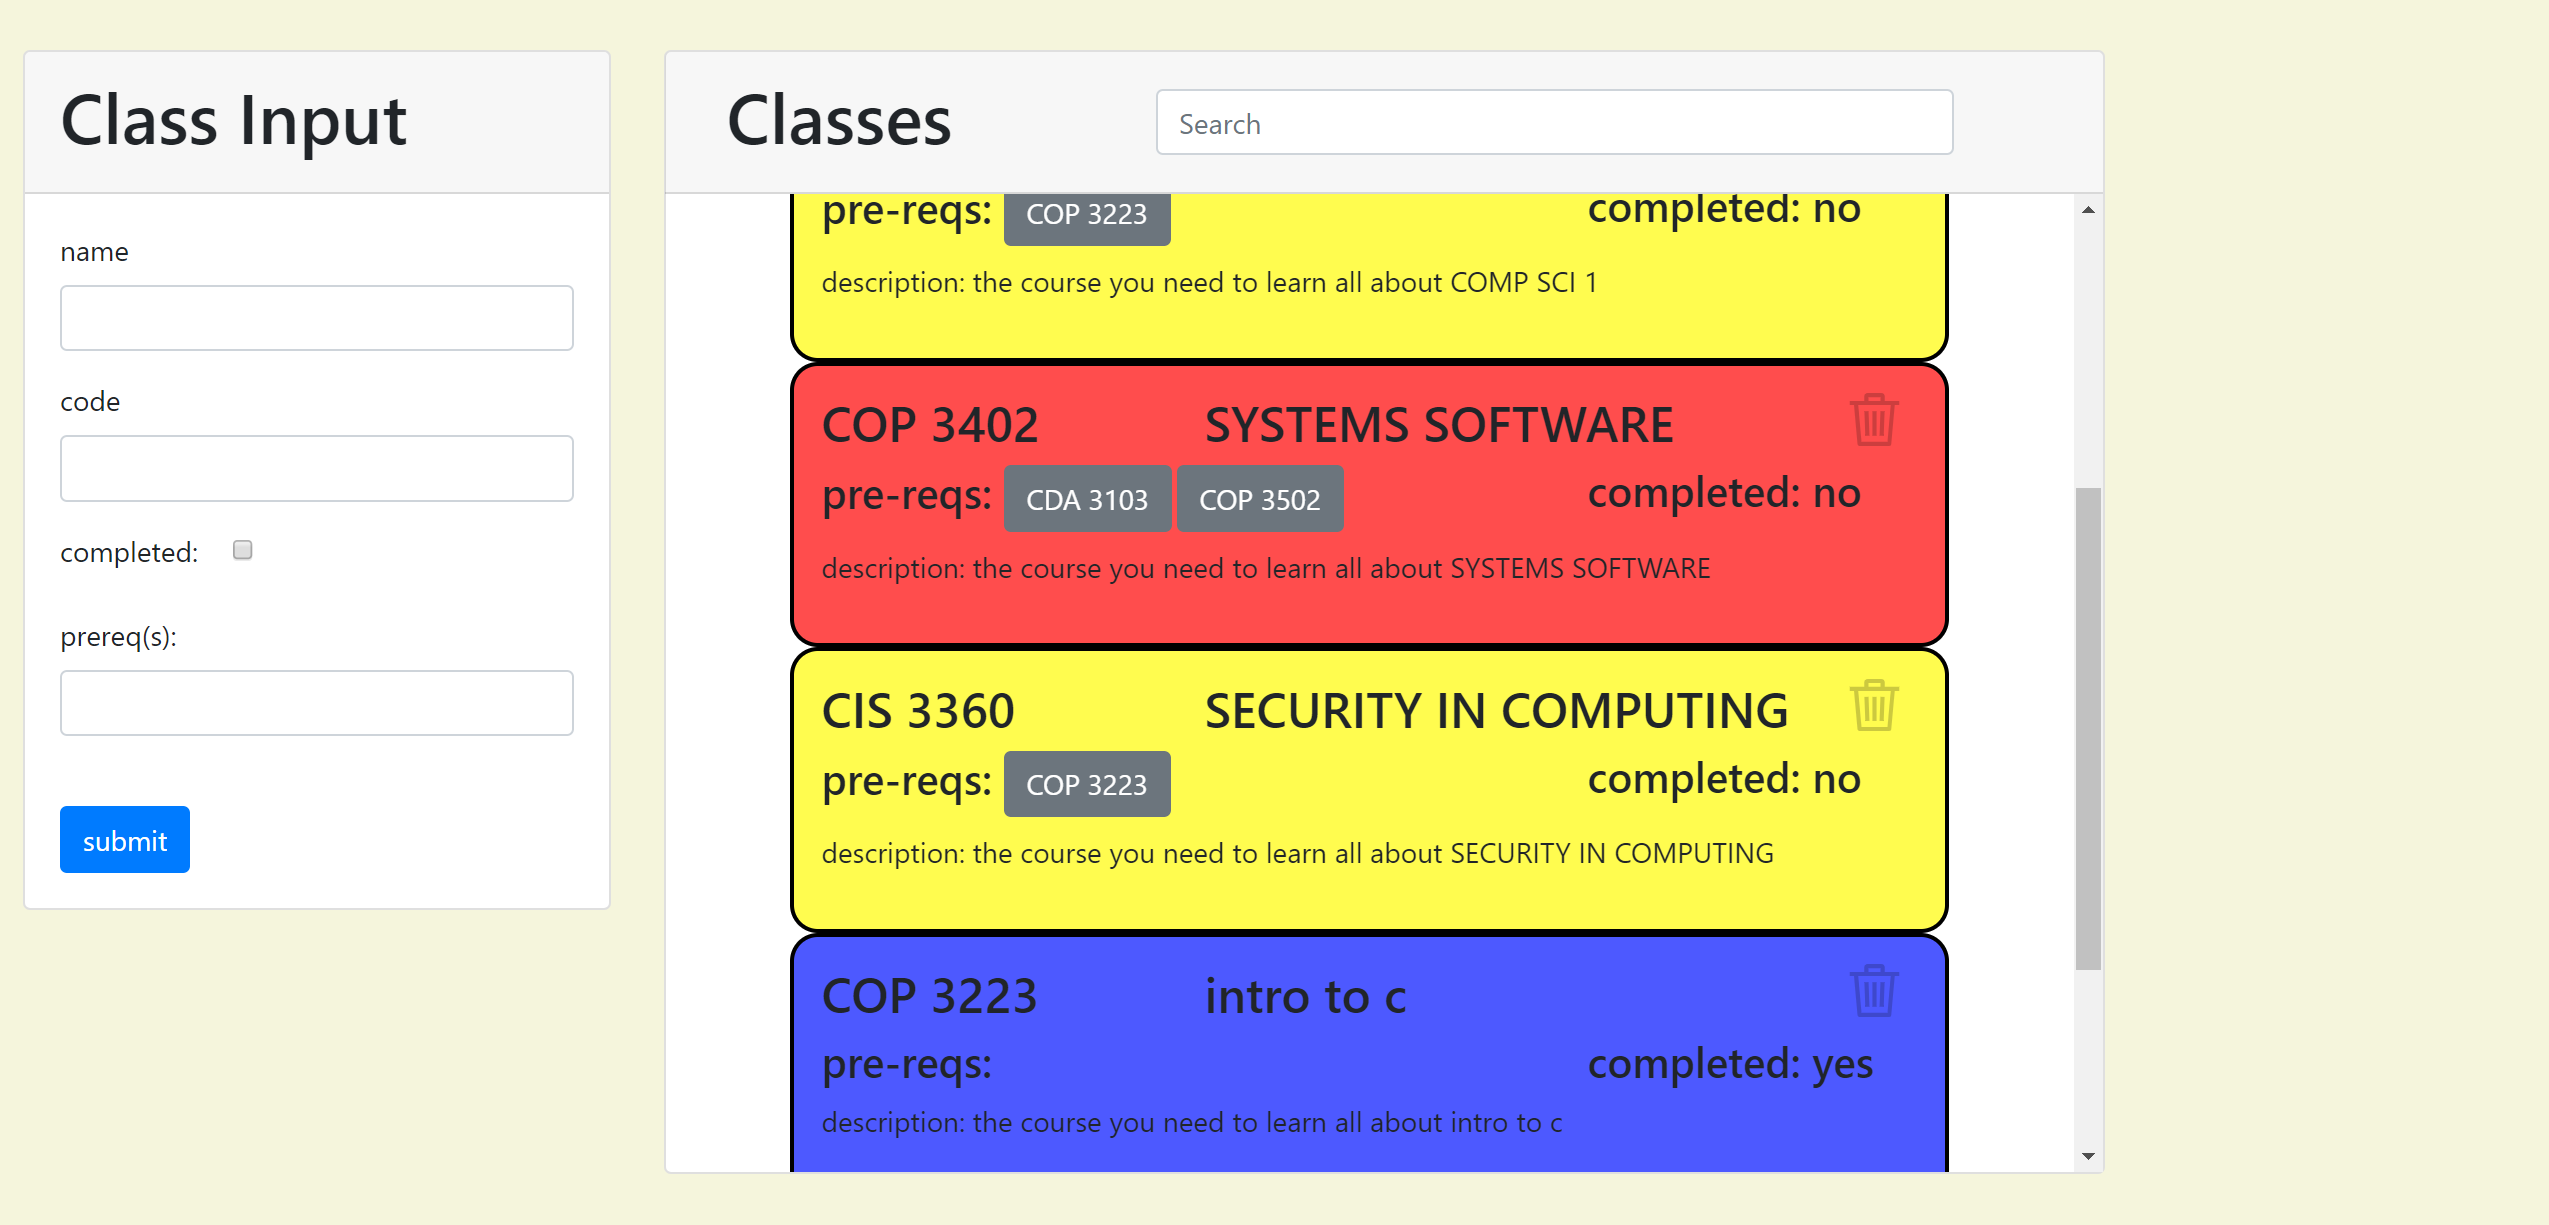 Class Input
name
code
completed:
prereq(s):
submit
Classes
Search
pre-reqs: COP 3223 completed: no
description: the course you need to learn all about COMP SCI 1
COP 3402 SYSTEMS SOFTWARE
pre-reqs: CDA 3103 COP 3502 completed: no
description: the course you need to learn all about SYSTEMS SOFTWARE
CIS 3360 SECURITY IN COMPUTING
pre-reqs: COP 3223 completed: no
description: the course you need to learn all about SECURITY IN COMPUTING
COP 3223 intro to c
pre-reqs: completed: yes
description: the course you need to learn all about intro to c